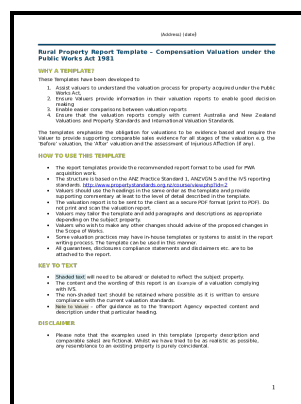 (Address) (date)
Rural Property Report Template – Compensation Valuation under the
Public Works Act 1981
WHY A TEMPLATE?
These templates have been developed to
1. Assist valuers to understand the valuation process for property acquired under the Public
Works Act.
2. Ensure Valuers provide information in their valuation reports to enable good decision
making
3. Enable easier comparisons between valuation reports
4. Ensure that the valuation reports comply with current Australia and New Zealand
Valuations and Property Standards and International Valuation Standards.
The templates emphasise the obligation for valuations to be evidence based and require the
Valuer to provide supporting comparable sales evidence for all stages of the valuation e.g. the
'Before' valuation, the 'After' valuation and the assessment of Injurious Affection (if any).
HOW TO USE THIS TEMPLATE
• The report templates provide the recommended report format to be used for PWA
acquisition work.
• The structure is based on the ANZ Practice Standard 1, ANZVGN 5 and the IVS reporting
standards. http://www.propertystandards.org.nz/course/view.php?id=2
• Valuers should use the headings in the same order as the template and provide
supporting commentary, at least to the level of detail described in the template.
• The valuation report is to be sent to the client as a secure PDF format (print to PDF). Do
not print and scan the valuation report.
• Valuers may tailor the template and add paragraphs and descriptions as appropriate
depending on the subject property.
• Valuers who wish to make any other changes should advise of the proposed changes in
the Scope of Works.
• Some valuation practices may have in-house templates or systems to assist in the report
writing process. The template can be used in this manner.
• All guarantees, disclosures compliance statements and disclaimers etc. are to be
attached to the report.
KEY TO TEXT
• Shaded text will need to be altered or deleted to reflect the subject property.
• The content and the wording of this report is an Example of a valuation complying
with IVS.
• The non-shaded text should be retained where possible as it is written to ensure
compliance with the current valuation standards.
• Note to Valuer – offer guidance as to the Transport Agency expected content and
description under that particular heading.
DISCLAIMER
• Please note that the examples used in this template (property description and
comparable sales) are fictional. Whilst we have tried to be as realistic as possible,
any resemblance to an existing property is purely coincidental.
1